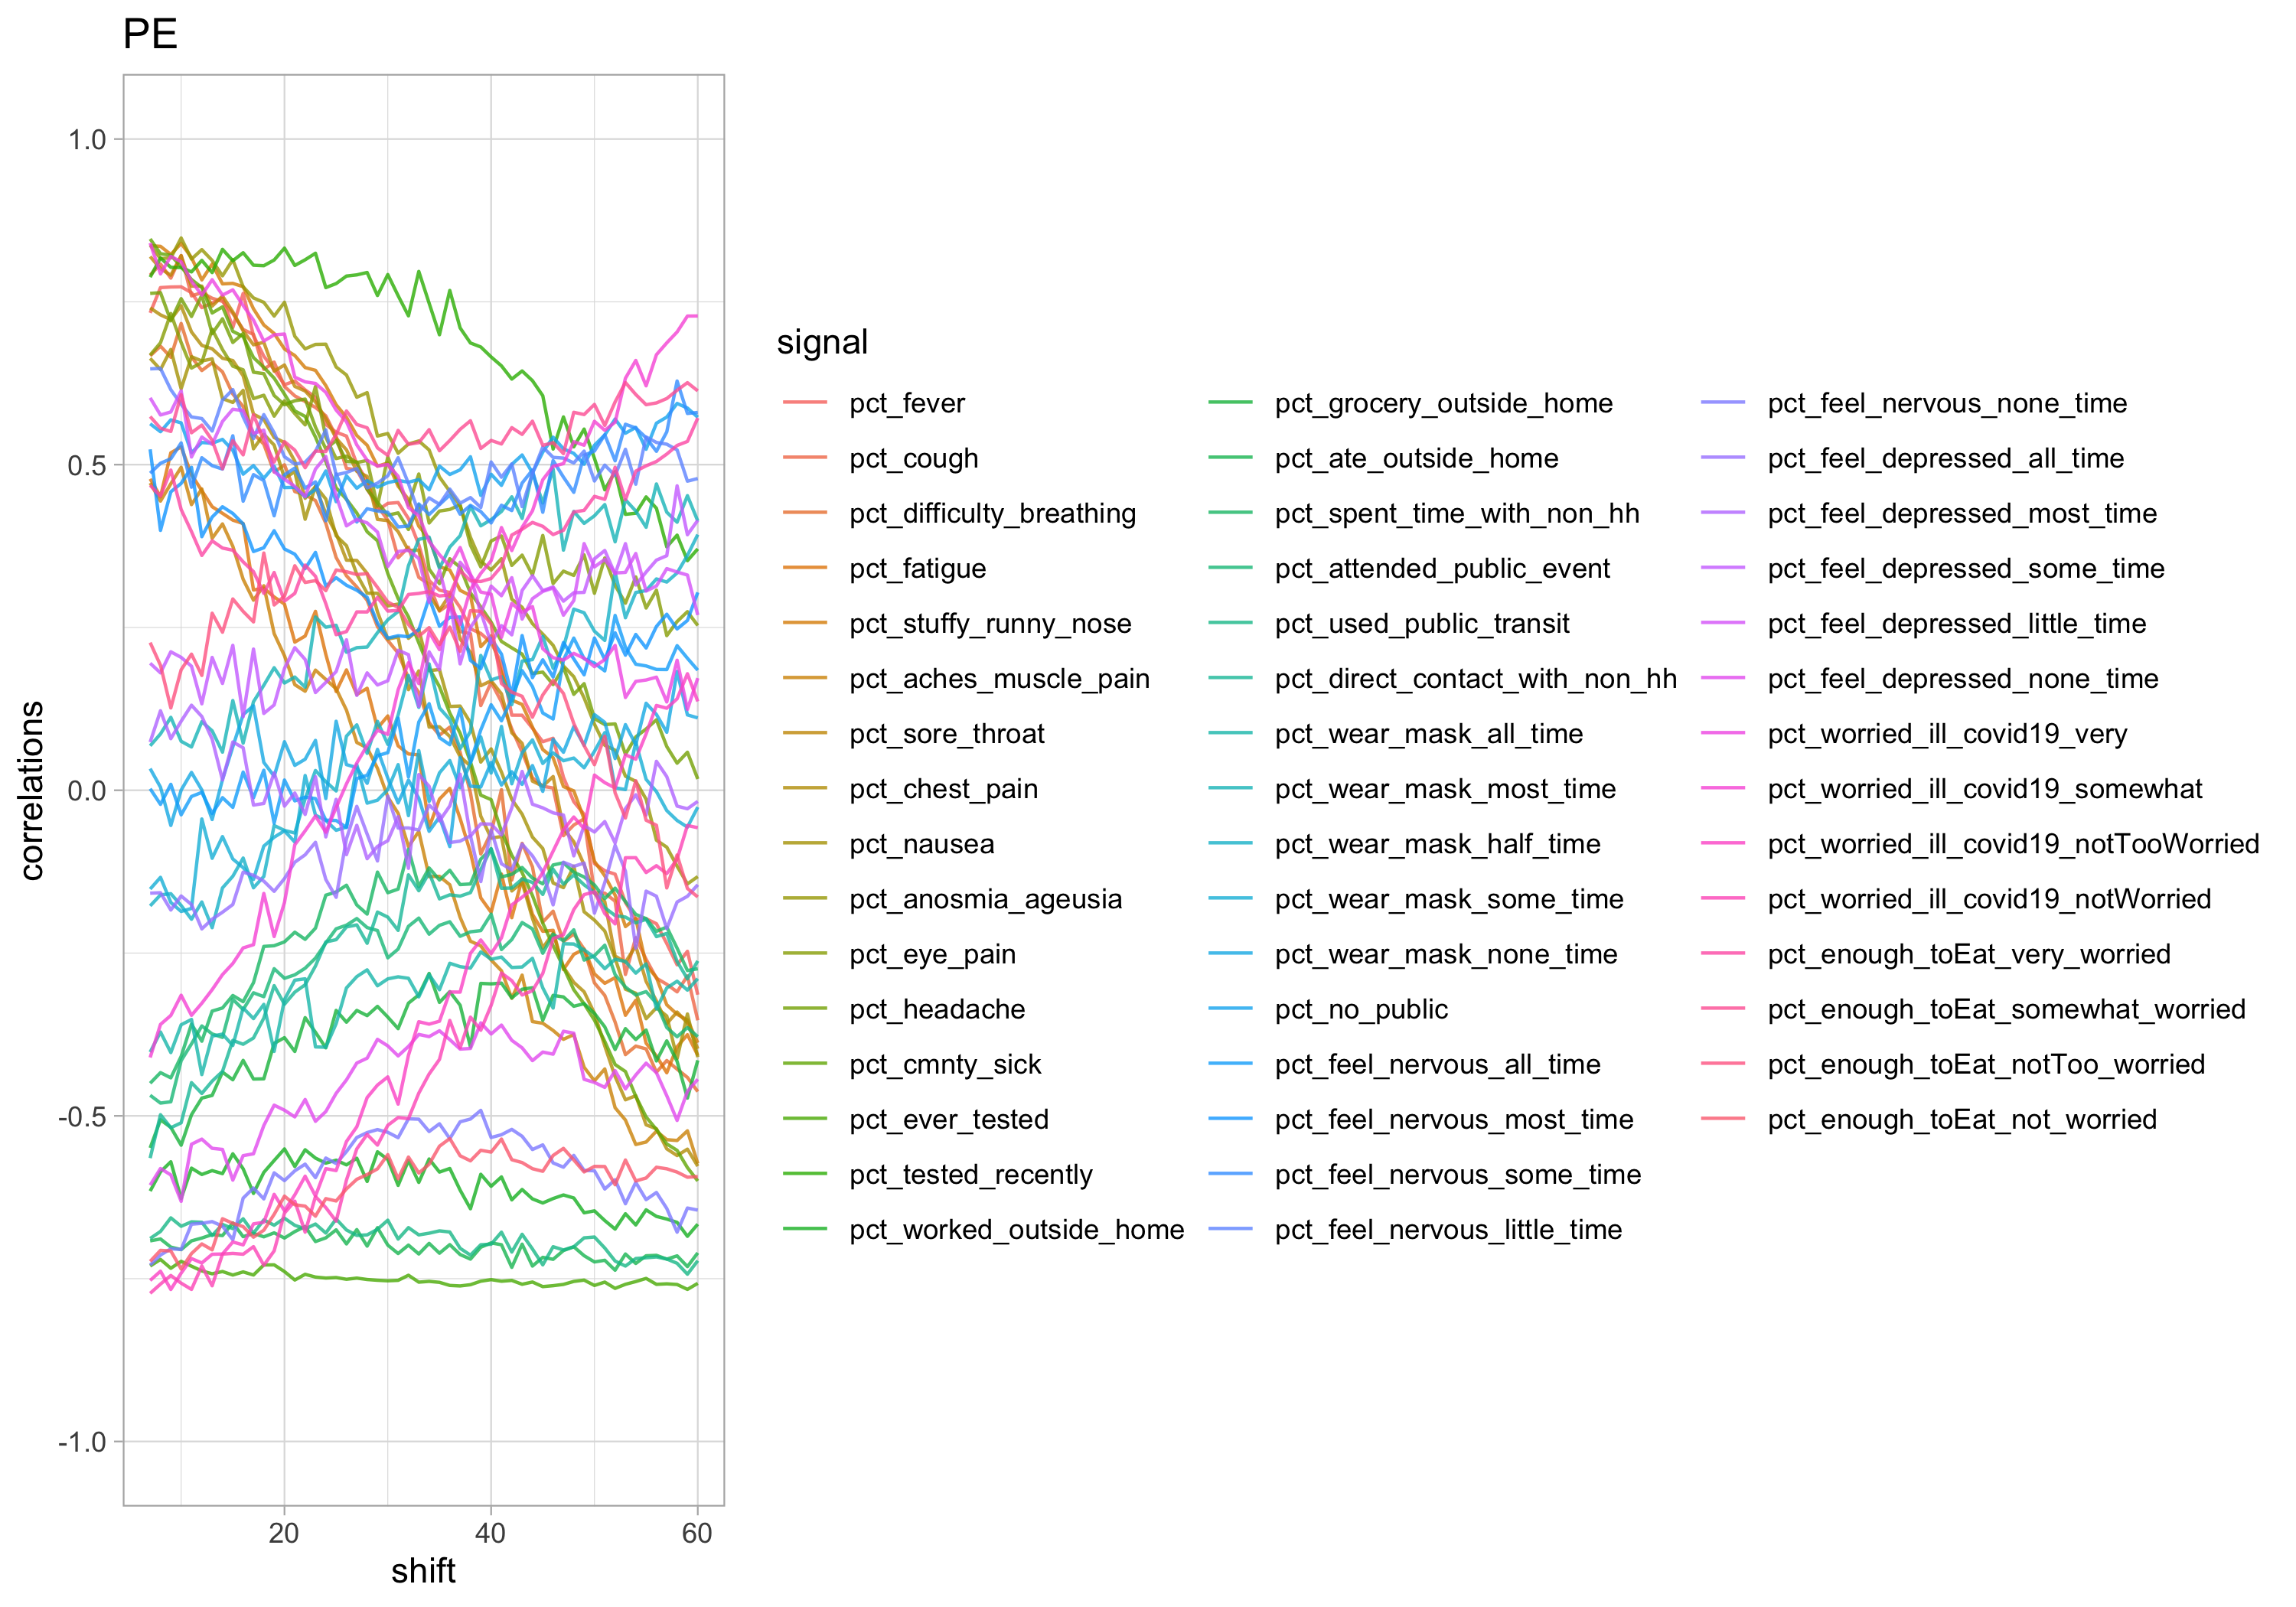 PE
correlations
1.0
0.5
0.0
-0.5
-1.0
20
40
60
shift
signal
pct_fever
pct_cough
pct_difficulty_breathing
pct_fatigue
pct_stuffy_runny_nose
pct_aches_muscle_pain
pct_sore_throat
pct_chest_pain
pct_nausea
pct_anosmia_ageusia
pct_eye_pain
pct_headache
pct_cmnty_sick
pct_ever_tested
pct_tested_recently
pct_worked_outside_home
pct_grocery_outside_home
pct_ate_outside_home
pct_spent_time_with_non_hh
pct_attended_public_event
pct_used_public_transit
pct_direct_contact_with_non_hh
pct_wear_mask_all_time
pct_wear_mask_most_time
pct_wear_mask_half_time
pct_wear_mask_some_time
pct_wear_mask_none_time
pct_no_public
pct_feel_nervous_all_time
pct_feel_nervous_most_time
pct_feel_nervous_some_time
pct_feel_nervous_little_time
pct_feel_nervous_none_time
pct_feel_depressed_all_time
pct_feel_depressed_most_time
pct_feel_depressed_some_time
pct_feel_depressed_little_time
pct_feel_depressed_none_time
pct_worried_ill_covid19_very
pct_worried_ill_covid19_somewhat
pct_worried_ill_covid19_notTooWorried
pct_worried_ill_covid19_notWorried
pct_enough_toEat_very_worried
pct_enough_toEat_somewhat_worried
pct_enough_toEat_notToo_worried
pct_enough_toEat_not_worried